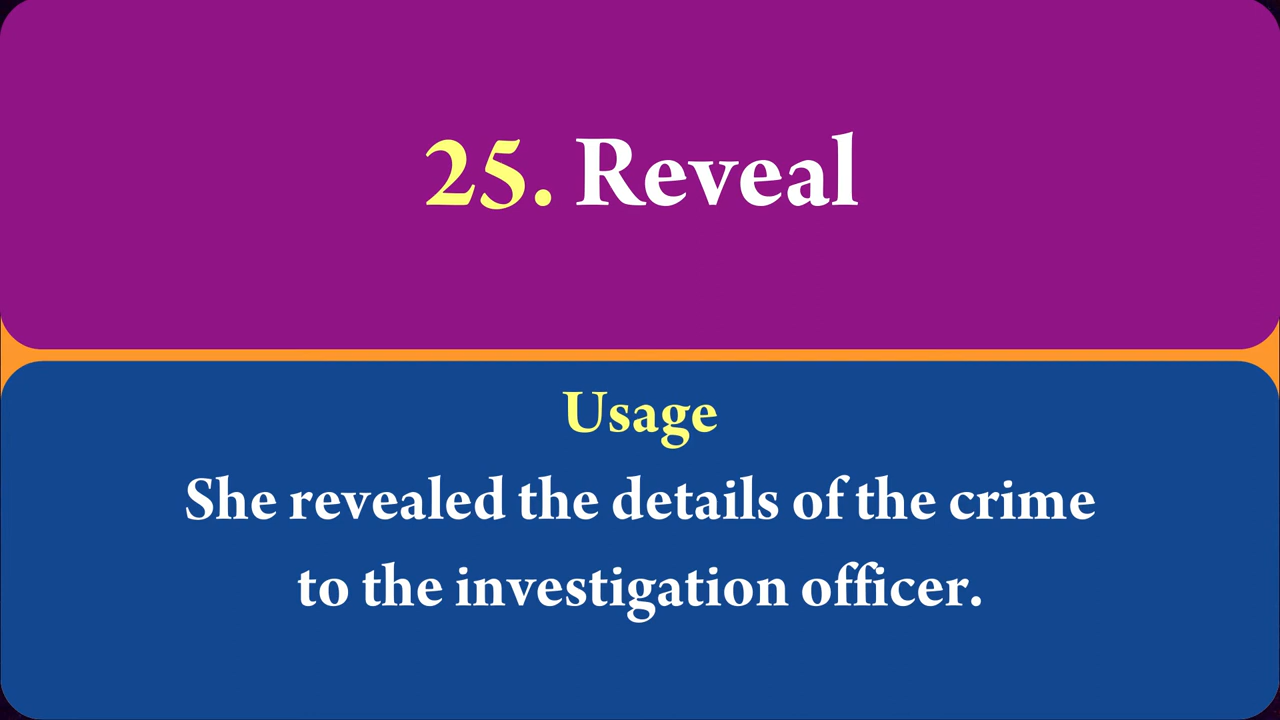 25. Reveal
Usage
She revealed the details of the crime
to the investigation officer.